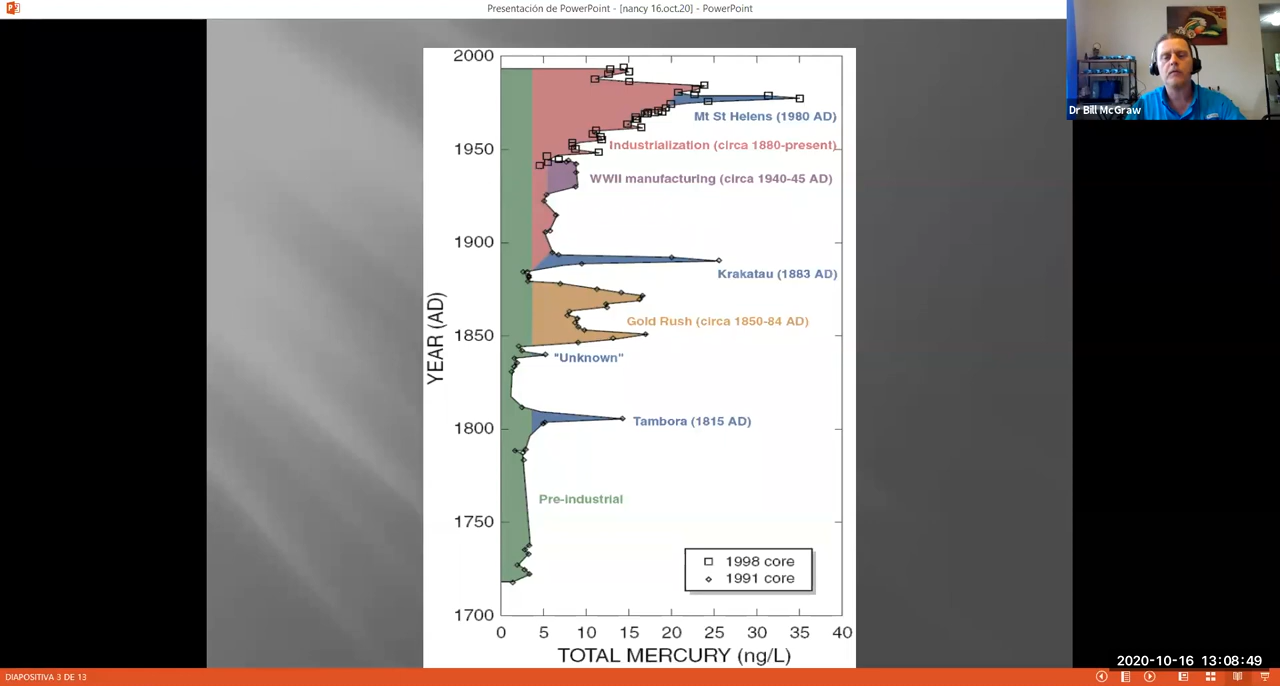 Presentación de PowerPoint - [nancy 16.oct.20] - PowerPoint
Dr Bill McGraw
2000
1950
1900
1850
1800
1750
1700
YEAR (AD)
Mt St Helens (1980 AD)
Industrialization (circa 1880-present)
WWII manufacturing (circa 1940-45 AD)
Krakatau (1883 AD)
Gold Rush (circa 1850-84 AD)
"Unknown"
Tambora (1815 AD)
Pre-industrial
1998 core
1991 core
0 5 10 15 20 25 30 35 40
TOTAL MERCURY (ng/L)
2020-10-16 13:08:49
DIAPOSITIVA 3 DE 13